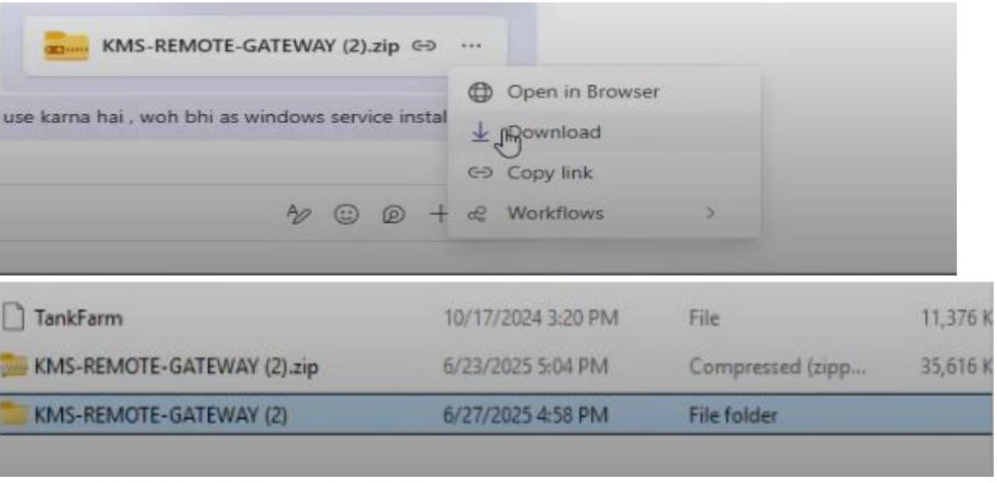 KMS-REMOTE-GATEWAY (2).zip
Open in Browser
use karna hai , woh bhi as windows service instal
Download
Copy link
Workflows
TankFarm 10/17/2024 3:20 PM File 11,376 K
KMS-REMOTE-GATEWAY (2).zip 6/23/2025 5:04 PM Compressed (zipp... 35,616 K
KMS-REMOTE-GATEWAY (2) 6/27/2025 4:58 PM File folder